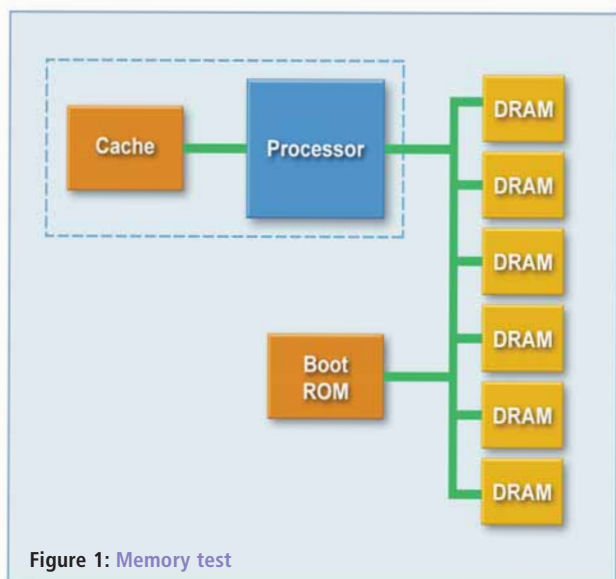 Cache
Processor
DRAM
DRAM
DRAM
DRAM
DRAM
DRAM
Boot
ROM
Figure 1: Memory test